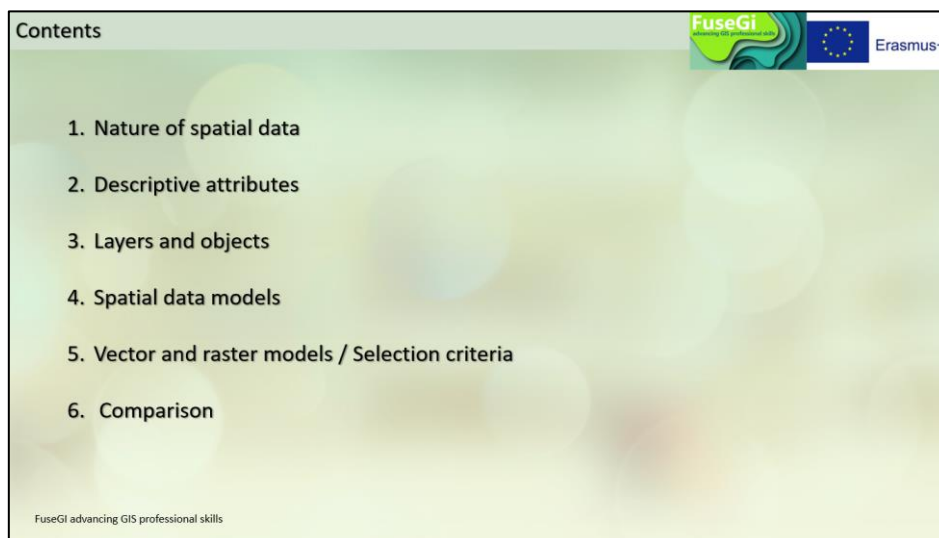 Contents
FuseGi
advancing GIS professional skills
Erasmus+
1. Nature of spatial data
2. Descriptive attributes
3. Layers and objects
4. Spatial data models
5. Vector and raster models / Selection criteria
6. Comparison
FuseGI advancing GIS professional skills